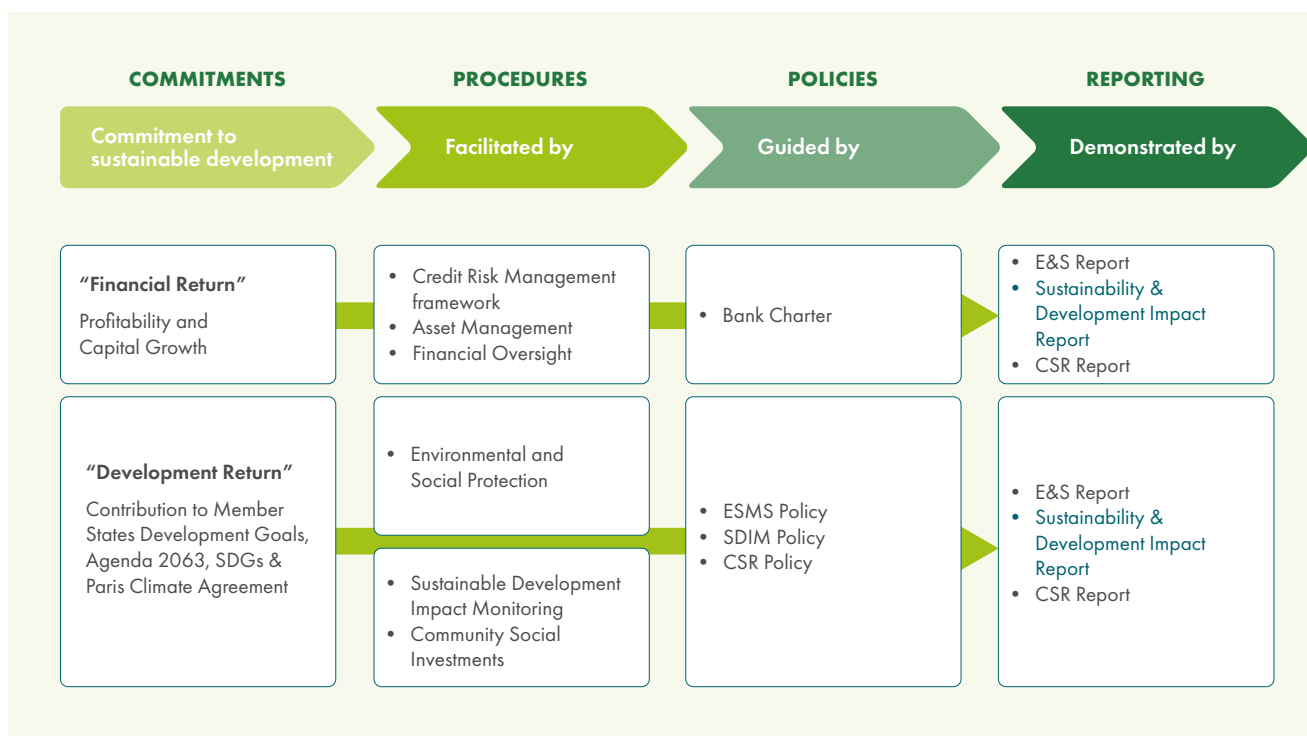 COMMITMENTS
PROCEDURES
POLICIES
REPORTING
Commitment to
sustainable development
Facilitated by
Guided by
Demonstrated by
“Financial Return”
Profitability and
Capital Growth
• Credit Risk Management
framework
• Asset Management
• Financial Oversight
• Bank Charter
• E&S Report
• Sustainability &
Development Impact
Report
• CSR Report
“Development Return”
Contribution to Member
States Development Goals,
Agenda 2063, SDGs &
Paris Climate Agreement
• Environmental and
Social Protection
• Sustainable Development
Impact Monitoring
• Community Social
Investments
• ESMS Policy
• SDIM Policy
• CSR Policy
• E&S Report
• Sustainability &
Development Impact
Report
• CSR Report